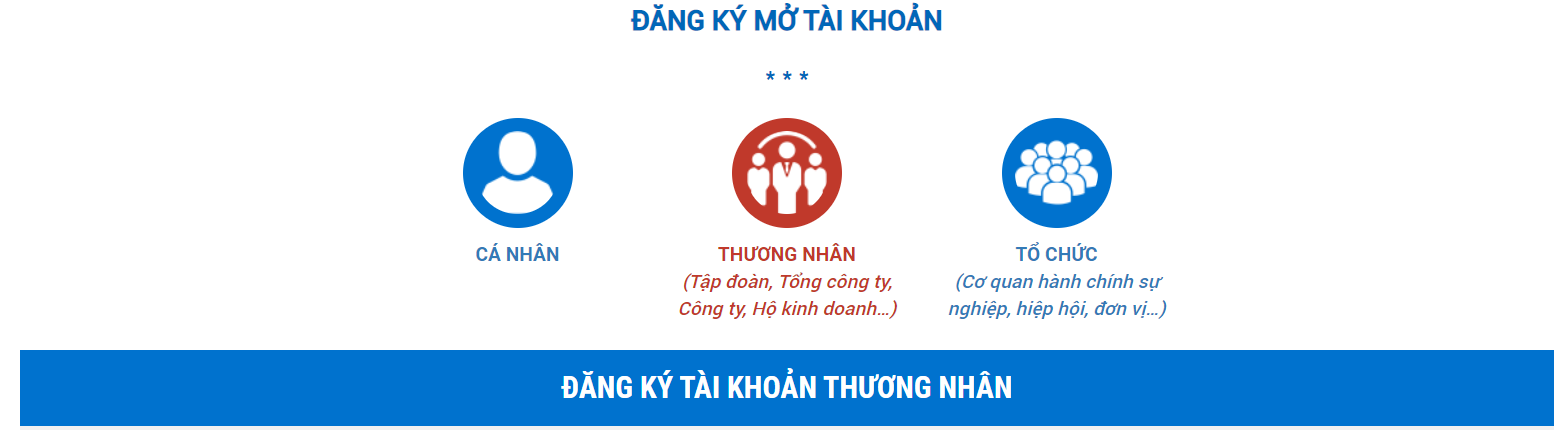 ĐĂNG KÝ MỞ TÀI KHOẢN
* * *
CÁ NHÂN
THƯƠNG NHÂN
(Tập đoàn, Tổng công ty,
Công ty, Hộ kinh doanh...)
TỔ CHỨC
(Cơ quan hành chính sự
nghiệp, hiệp hội, đơn vị...)
ĐĂNG KÝ TÀI KHOẢN THƯƠNG NHÂN